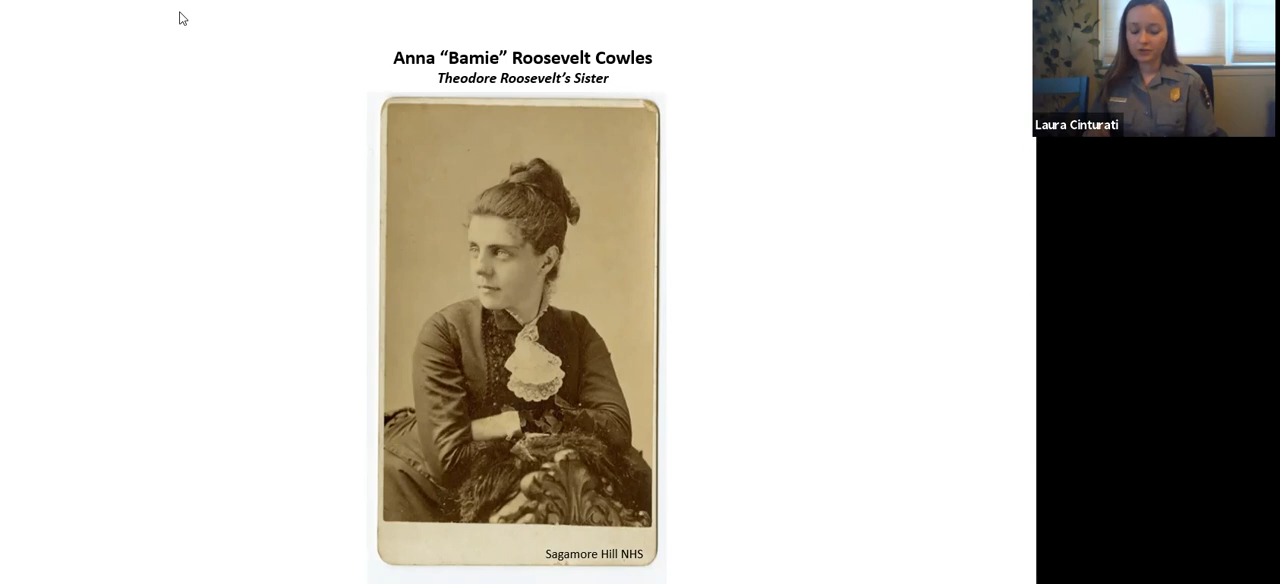 Anna “Bamie” Roosevelt Cowles
Theodore Roosevelt’s Sister
Laura Cinturati
Sagamore Hill NHS